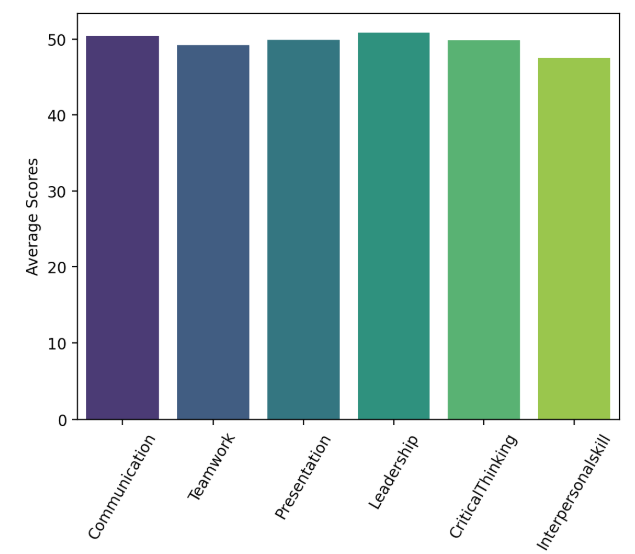 50
40
30
20
10
0
Average Scores
Communication
Teamwork
Presentation
Leadership
CriticalThinking
Interpersonalskill